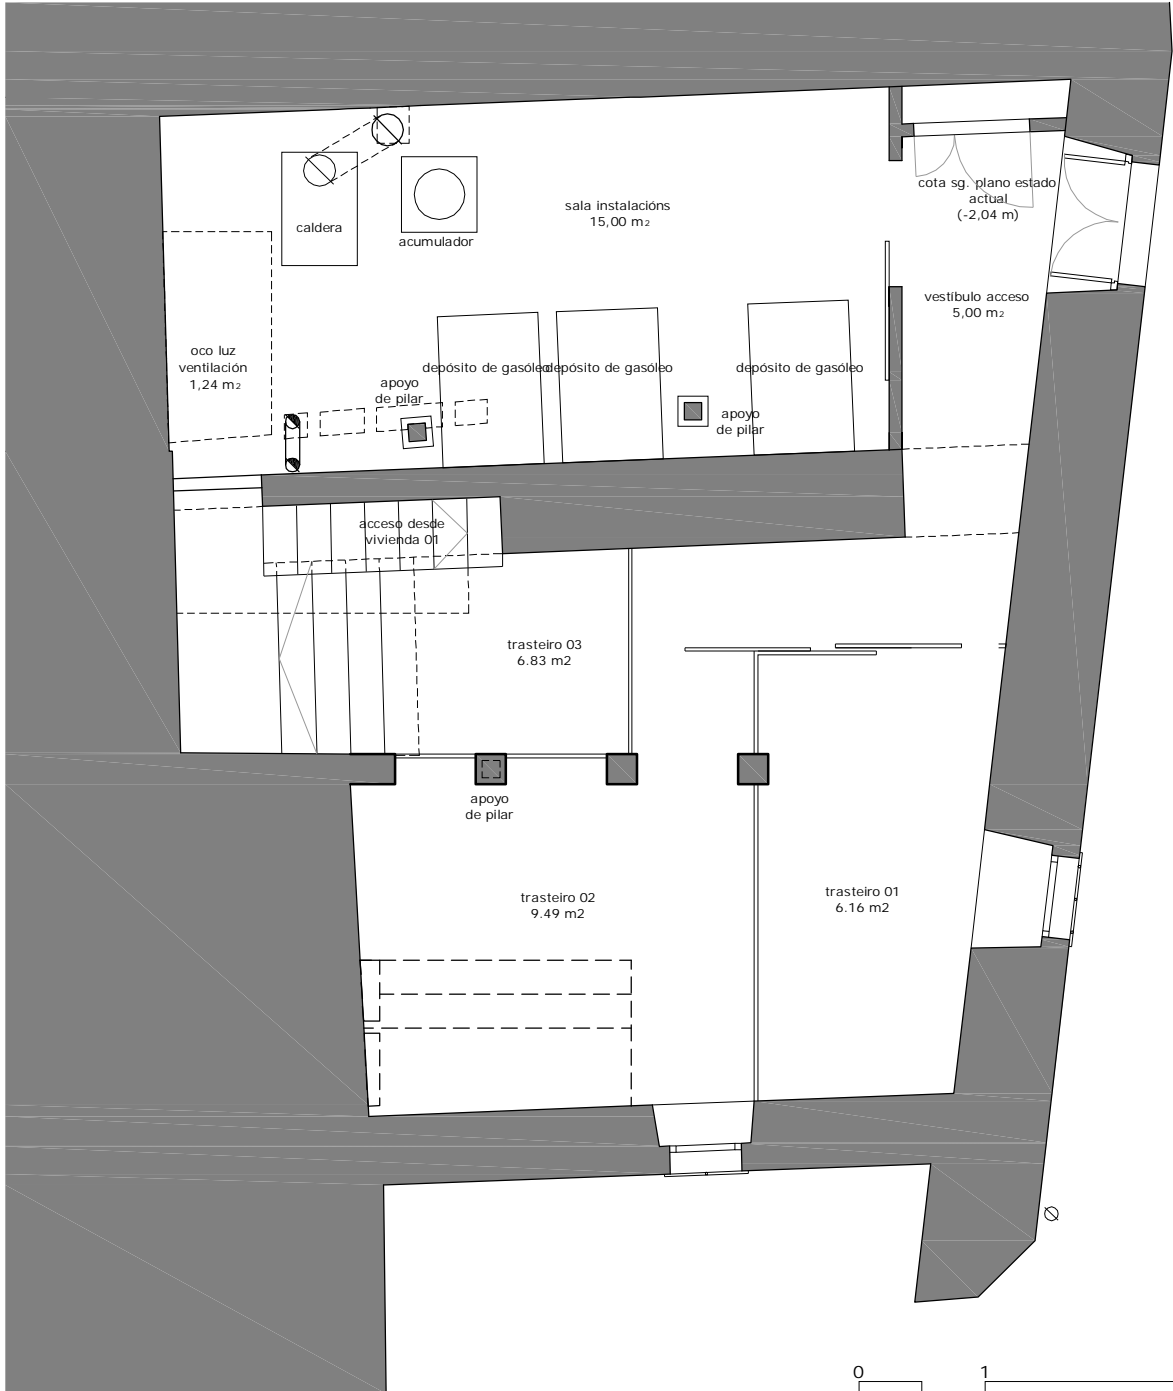 cota sg. plano estado
actual
(-2,04 m)
sala instalacións
15,00 m₂
caldera
acumulador
vestíbulo acceso
5,00 m₂
oco luz
ventilación
1,24 m₂
depósito de gasóleo
depósito de gasóleo
depósito de gasóleo
apoyo
de pilar
apoyo
de pilar
acceso desde
vivienda 01
trasteiro 03
6.83 m2
apoyo
de pilar
trasteiro 02
9.49 m2
trasteiro 01
6.16 m2
0
1